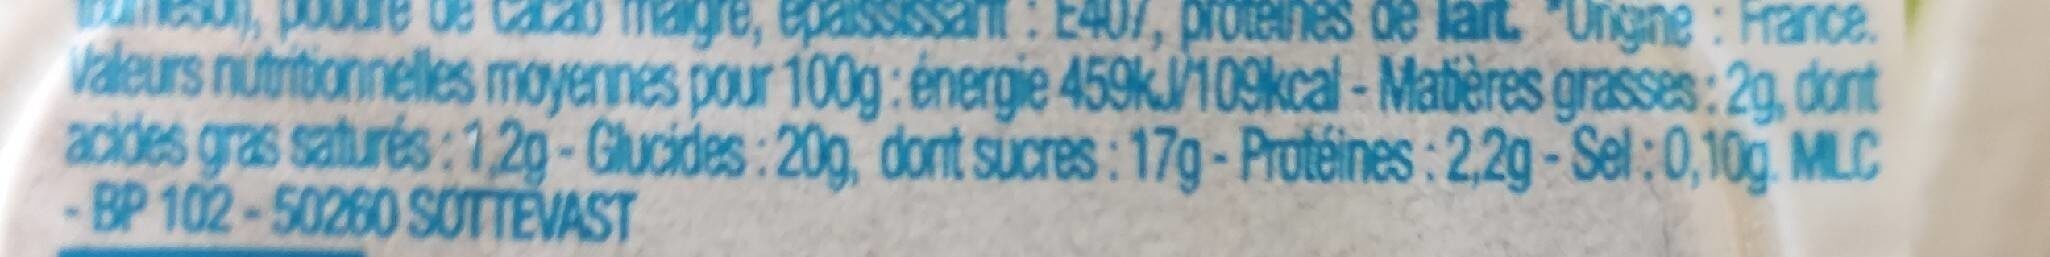 poudre de cacao maigre, épaississant : E407, protéines de lait. *Origine : France.
Valeurs nutritionnelles moyennes pour 100g : énergie 459kJ/109kcal - Matières grasses : 2g, dont
acides gras saturés : 1,2g - Glucides : 20g, dont sucres : 17g - Protéines : 2,2g - Sel : 0,10g. MLC
- BP 102 - 50260 SOTTEVAST